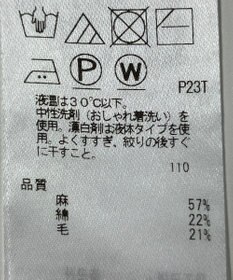 P W
P23T
液温は30℃以下。
中性洗剤（おしゃれ着洗い）を
使用。漂白剤は液体タイプを使
用。よくすすぎ、絞りの後すぐ
に干すこと。
110
品質
麻 57%
綿 22%
毛 21%